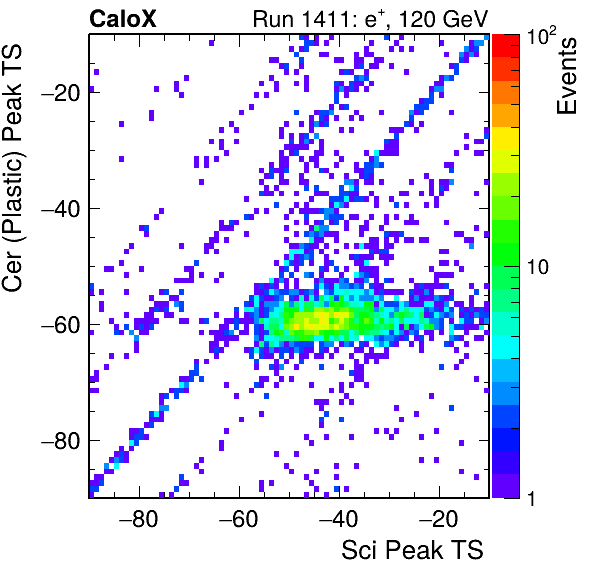 CaloX Run 1411: e⁺, 120 GeV
Cer (Plastic) Peak TS
−20
−40
−60
−80
−80 −60 −40 −20
Sci Peak TS
10²
10
1
Events